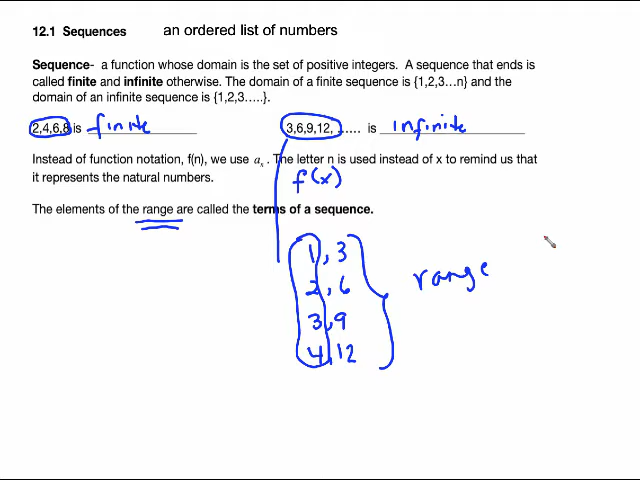 12.1 Sequences an ordered list of numbers
Sequence- a function whose domain is the set of positive integers. A sequence that ends is
called finite and infinite otherwise. The domain of a finite sequence is {1,2,3…n} and the
domain of an infinite sequence is {1,2,3…..}.
2,4,6,8 is finite 3,6,9,12, …… is infinite
Instead of function notation, f(n), we use aₙ. The letter n is used instead of x to remind us that
it represents the natural numbers.
f(x)
The elements of the range are called the terms of a sequence.
1, 3
2, 6
range
3, 9
4, 12